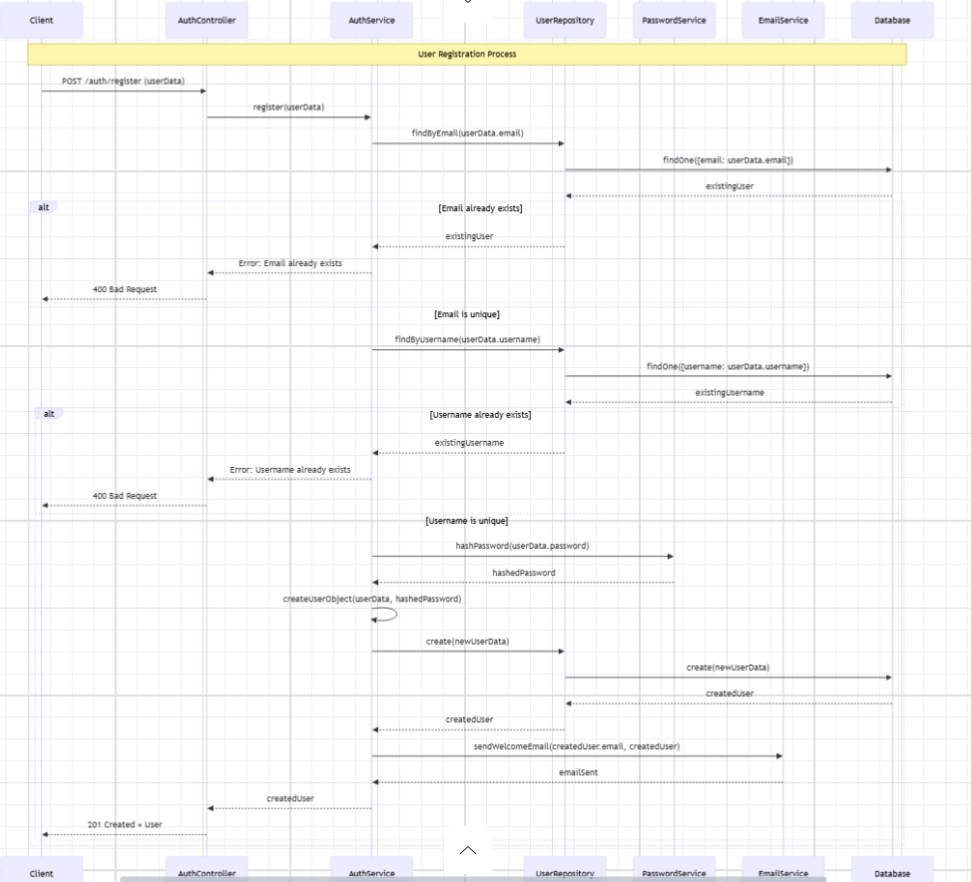 Client AuthController AuthService UserRepository PasswordService EmailService Database
User Registration Process
POST /auth/register (userData)
register(userData)
findByEmail(userData.email)
findOne({email: userData.email})
existingUser
alt [Email already exists]
existingUser
Error: Email already exists
400 Bad Request
[Email is unique]
findByUsername(userData.username)
findOne({username: userData.username})
existingUsername
alt [Username already exists]
existingUsername
Error: Username already exists
400 Bad Request
[Username is unique]
hashPassword(userData.password)
hashedPassword
createUserObject(userData, hashedPassword)
create(newUserData)
create(newUserData)
createdUser
createdUser
sendWelcomeEmail(createdUser.email, createdUser)
emailSent
createdUser
201 Created + User
Client AuthController AuthService UserRepository PasswordService EmailService Database